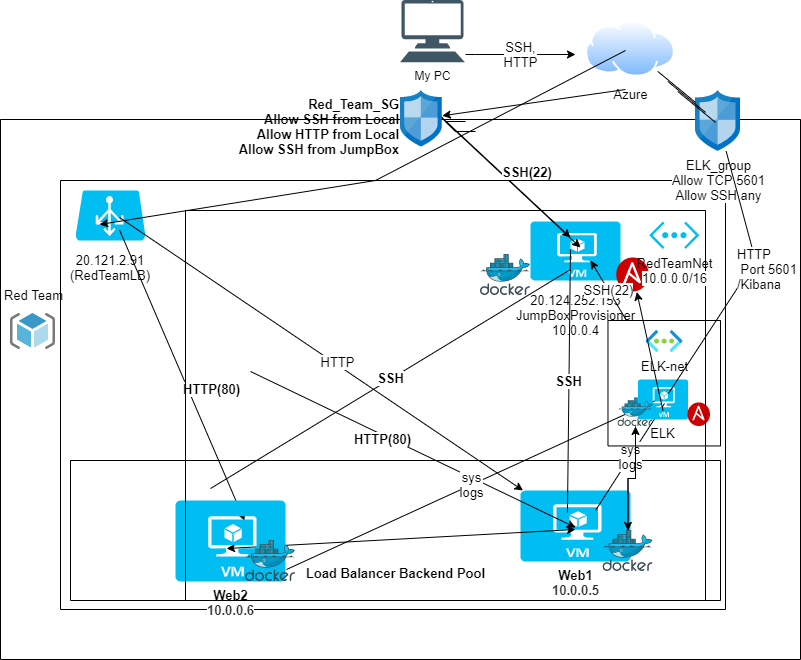 My PC
SSH,
HTTP
Azure
Red_Team_SG
Allow SSH from Local
Allow HTTP from Local
Allow SSH from JumpBox
ELK_group
Allow TCP 5601
Allow SSH any
SSH(22)
20.121.2.91
(RedTeamLB)
VM
docker
RedTeamNet
10.0.0.0/16
HTTP
Port 5601
Kibana
SSH(22)
20.124.252.153
JumpBoxProvisioner
10.0.0.4
Red Team
ELK-net
HTTP
SSH
SSH
HTTP(80)
VM
docker
ELK
HTTP(80)
sys
logs
sys
logs
VM
docker
Web2
10.0.0.6
Load Balancer Backend Pool
VM
docker
Web1
10.0.0.5